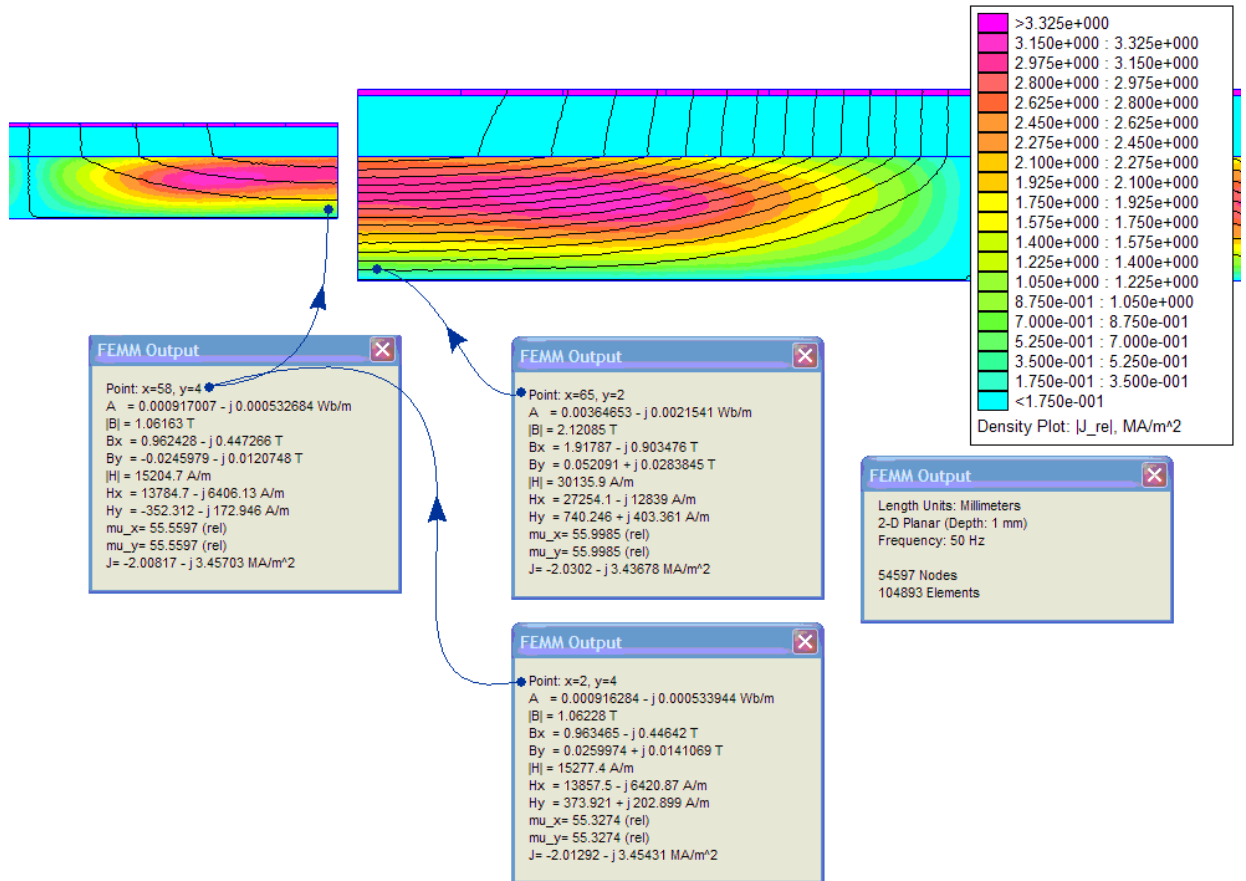 >3.325e+000
3.150e+000 : 3.325e+000
2.975e+000 : 3.150e+000
2.800e+000 : 2.975e+000
2.625e+000 : 2.800e+000
2.450e+000 : 2.625e+000
2.275e+000 : 2.450e+000
2.100e+000 : 2.275e+000
1.925e+000 : 2.100e+000
1.750e+000 : 1.925e+000
1.575e+000 : 1.750e+000
1.400e+000 : 1.575e+000
1.225e+000 : 1.400e+000
1.050e+000 : 1.225e+000
8.750e-001 : 1.050e+000
7.000e-001 : 8.750e-001
5.250e-001 : 7.000e-001
3.500e-001 : 5.250e-001
1.750e-001 : 3.500e-001
<1.750e-001
Density Plot: |J_re|, MA/m^2
FEMM Output
Point: x=58, y=4
A = 0.000917007 - j 0.000532684 Wb/m
|B| = 1.06163 T
Bx = 0.962428 - j 0.447266 T
By = -0.0245979 - j 0.0120748 T
|H| = 15204.7 A/m
Hx = 13784.7 - j 6406.13 A/m
Hy = -352.312 - j 172.946 A/m
mu_x= 55.5597 (rel)
mu_y= 55.5597 (rel)
J= -2.00817 - j 3.45703 MA/m^2
FEMM Output
Point: x=65, y=2
A = 0.00364653 - j 0.0021541 Wb/m
|B| = 2.12085 T
Bx = 1.91787 - j 0.903476 T
By = 0.052091 + j 0.0283845 T
|H| = 30135.9 A/m
Hx = 27254.1 - j 12839 A/m
Hy = 740.246 + j 403.361 A/m
mu_x= 55.9985 (rel)
mu_y= 55.9985 (rel)
J= -2.0302 - j 3.43678 MA/m^2
FEMM Output
Length Units: Millimeters
2-D Planar (Depth: 1 mm)
Frequency: 50 Hz
54597 Nodes
104893 Elements
FEMM Output
Point: x=2, y=4
A = 0.000916284 - j 0.000533944 Wb/m
|B| = 1.06228 T
Bx = 0.963465 - j 0.44642 T
By = 0.0259974 + j 0.0141069 T
|H| = 15277.4 A/m
Hx = 13857.5 - j 6420.87 A/m
Hy = 373.921 + j 202.899 A/m
mu_x= 55.3274 (rel)
mu_y= 55.3274 (rel)
J= -2.01292 - j 3.45431 MA/m^2